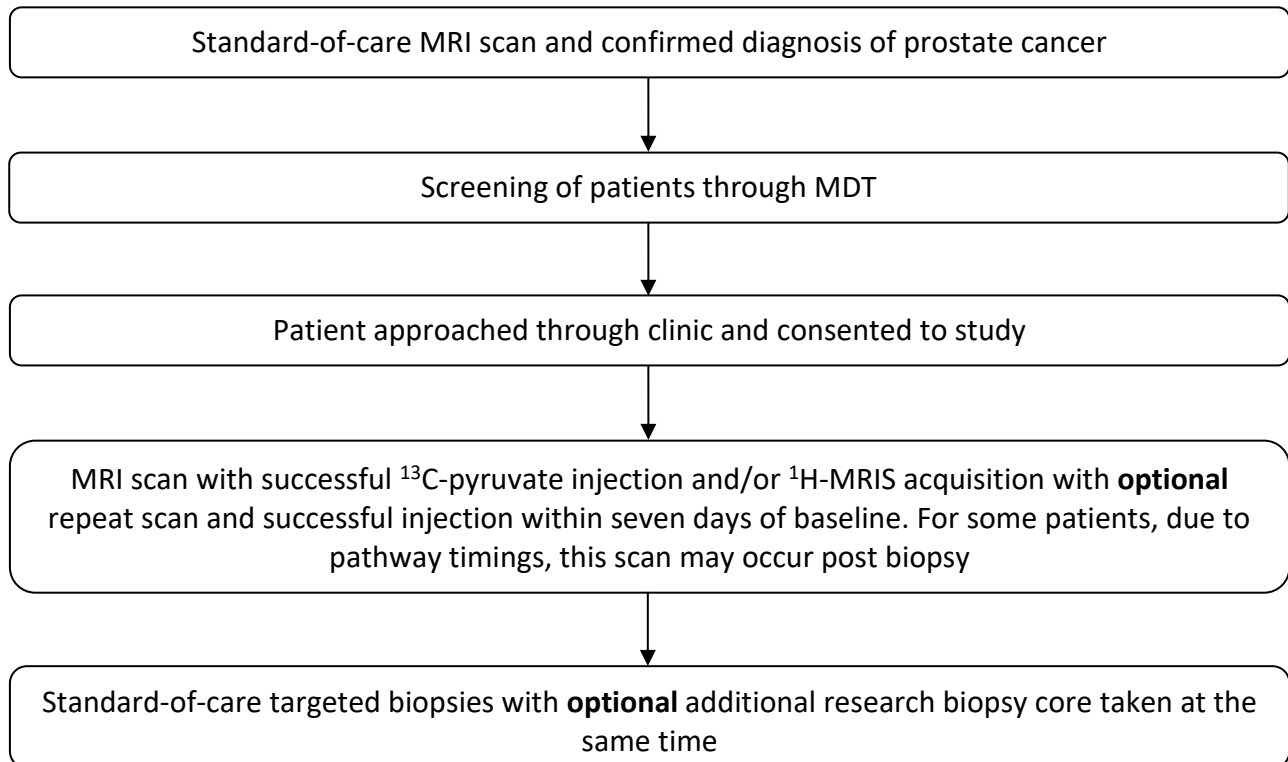 Standard-of-care MRI scan and confirmed diagnosis of prostate cancer
Screening of patients through MDT
Patient approached through clinic and consented to study
MRI scan with successful ¹³C-pyruvate injection and/or ¹H-MRIS acquisition with optional
repeat scan and successful injection within seven days of baseline. For some patients, due to
pathway timings, this scan may occur post biopsy
Standard-of-care targeted biopsies with optional additional research biopsy core taken at the
same time